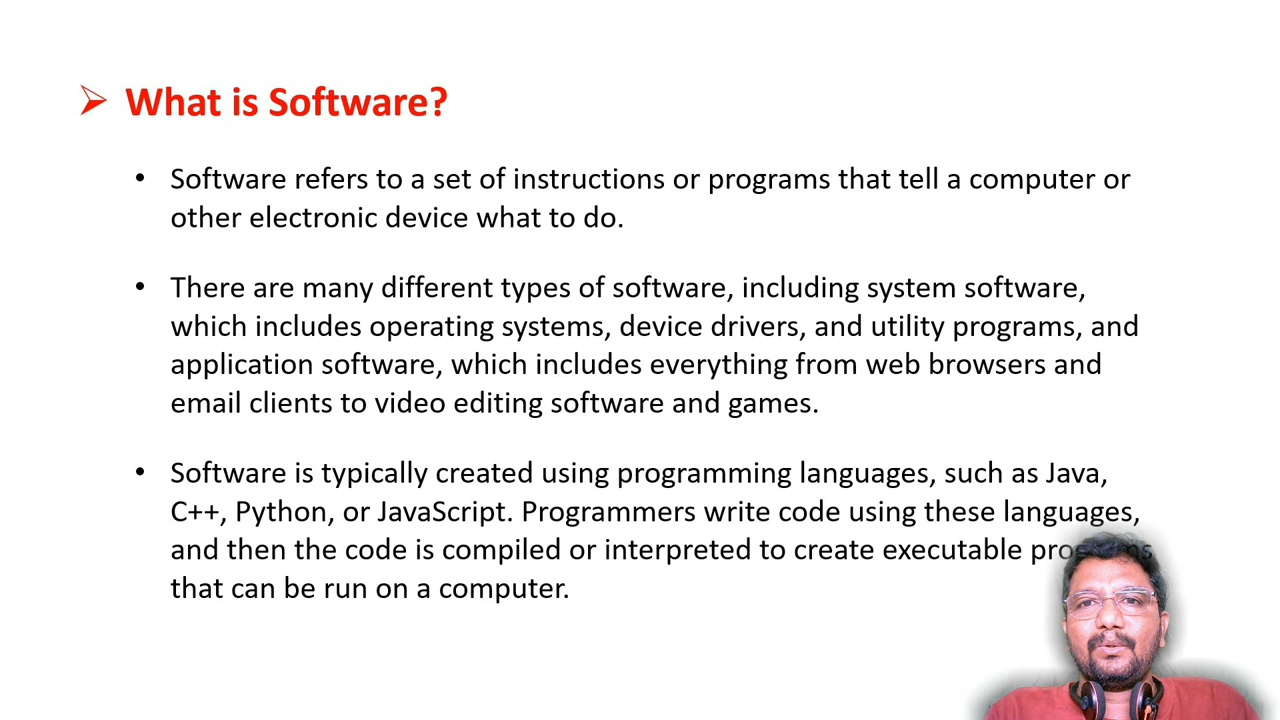 What is Software?
Software refers to a set of instructions or programs that tell a computer or
other electronic device what to do.
There are many different types of software, including system software,
which includes operating systems, device drivers, and utility programs, and
application software, which includes everything from web browsers and
email clients to video editing software and games.
Software is typically created using programming languages, such as Java,
C++, Python, or JavaScript. Programmers write code using these languages,
and then the code is compiled or interpreted to create executable programs
that can be run on a computer.